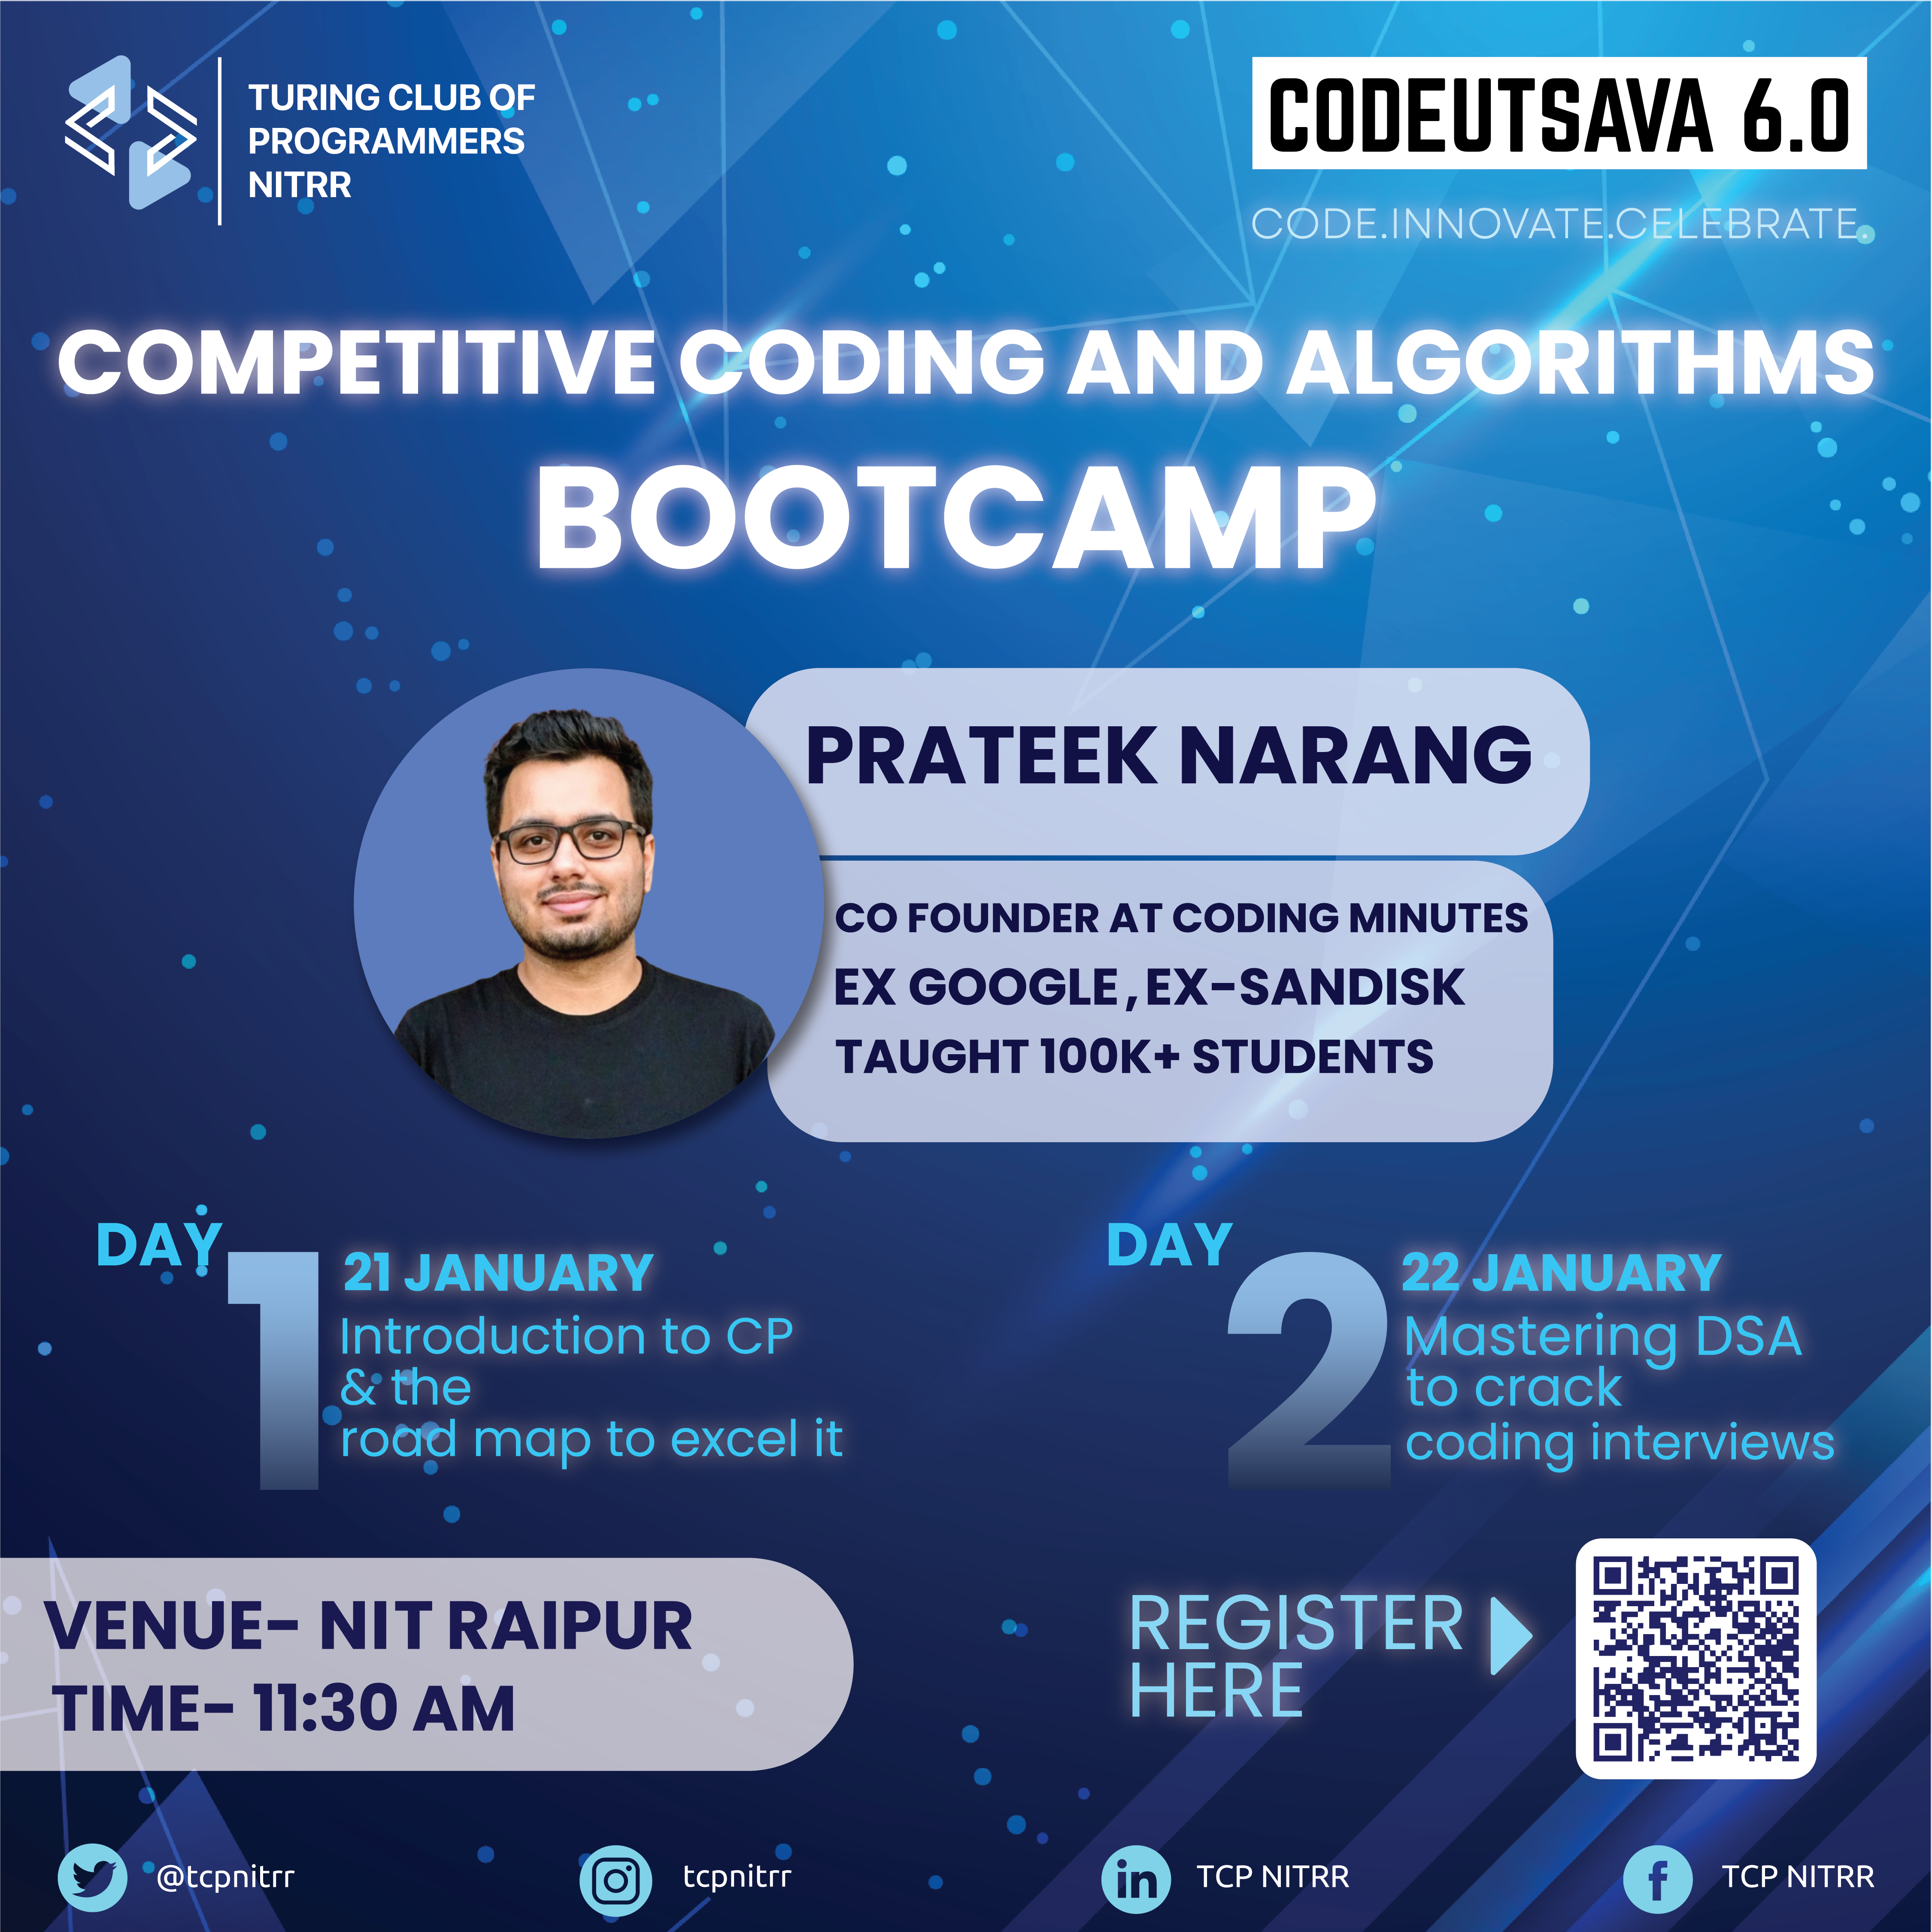 TURING CLUB OF
PROGRAMMERS
NITRR
CODEUTSAVA 6.0
CODE.INNOVATE.CELEBRATE.
COMPETITIVE CODING AND ALGORITHMS
BOOTCAMP
PRATEEK NARANG
CO FOUNDER AT CODING MINUTES
EX GOOGLE, EX-SANDISK
TAUGHT 100K+ STUDENTS
DAY 1
21 JANUARY
Introduction to CP
& the
road map to excel it
DAY 2
22 JANUARY
Mastering DSA
to crack
coding interviews
VENUE- NIT RAIPUR
TIME- 11:30 AM
REGISTER
HERE
@tcpnitrr
tcpnitrr
in
TCP NITRR
f
TCP NITRR